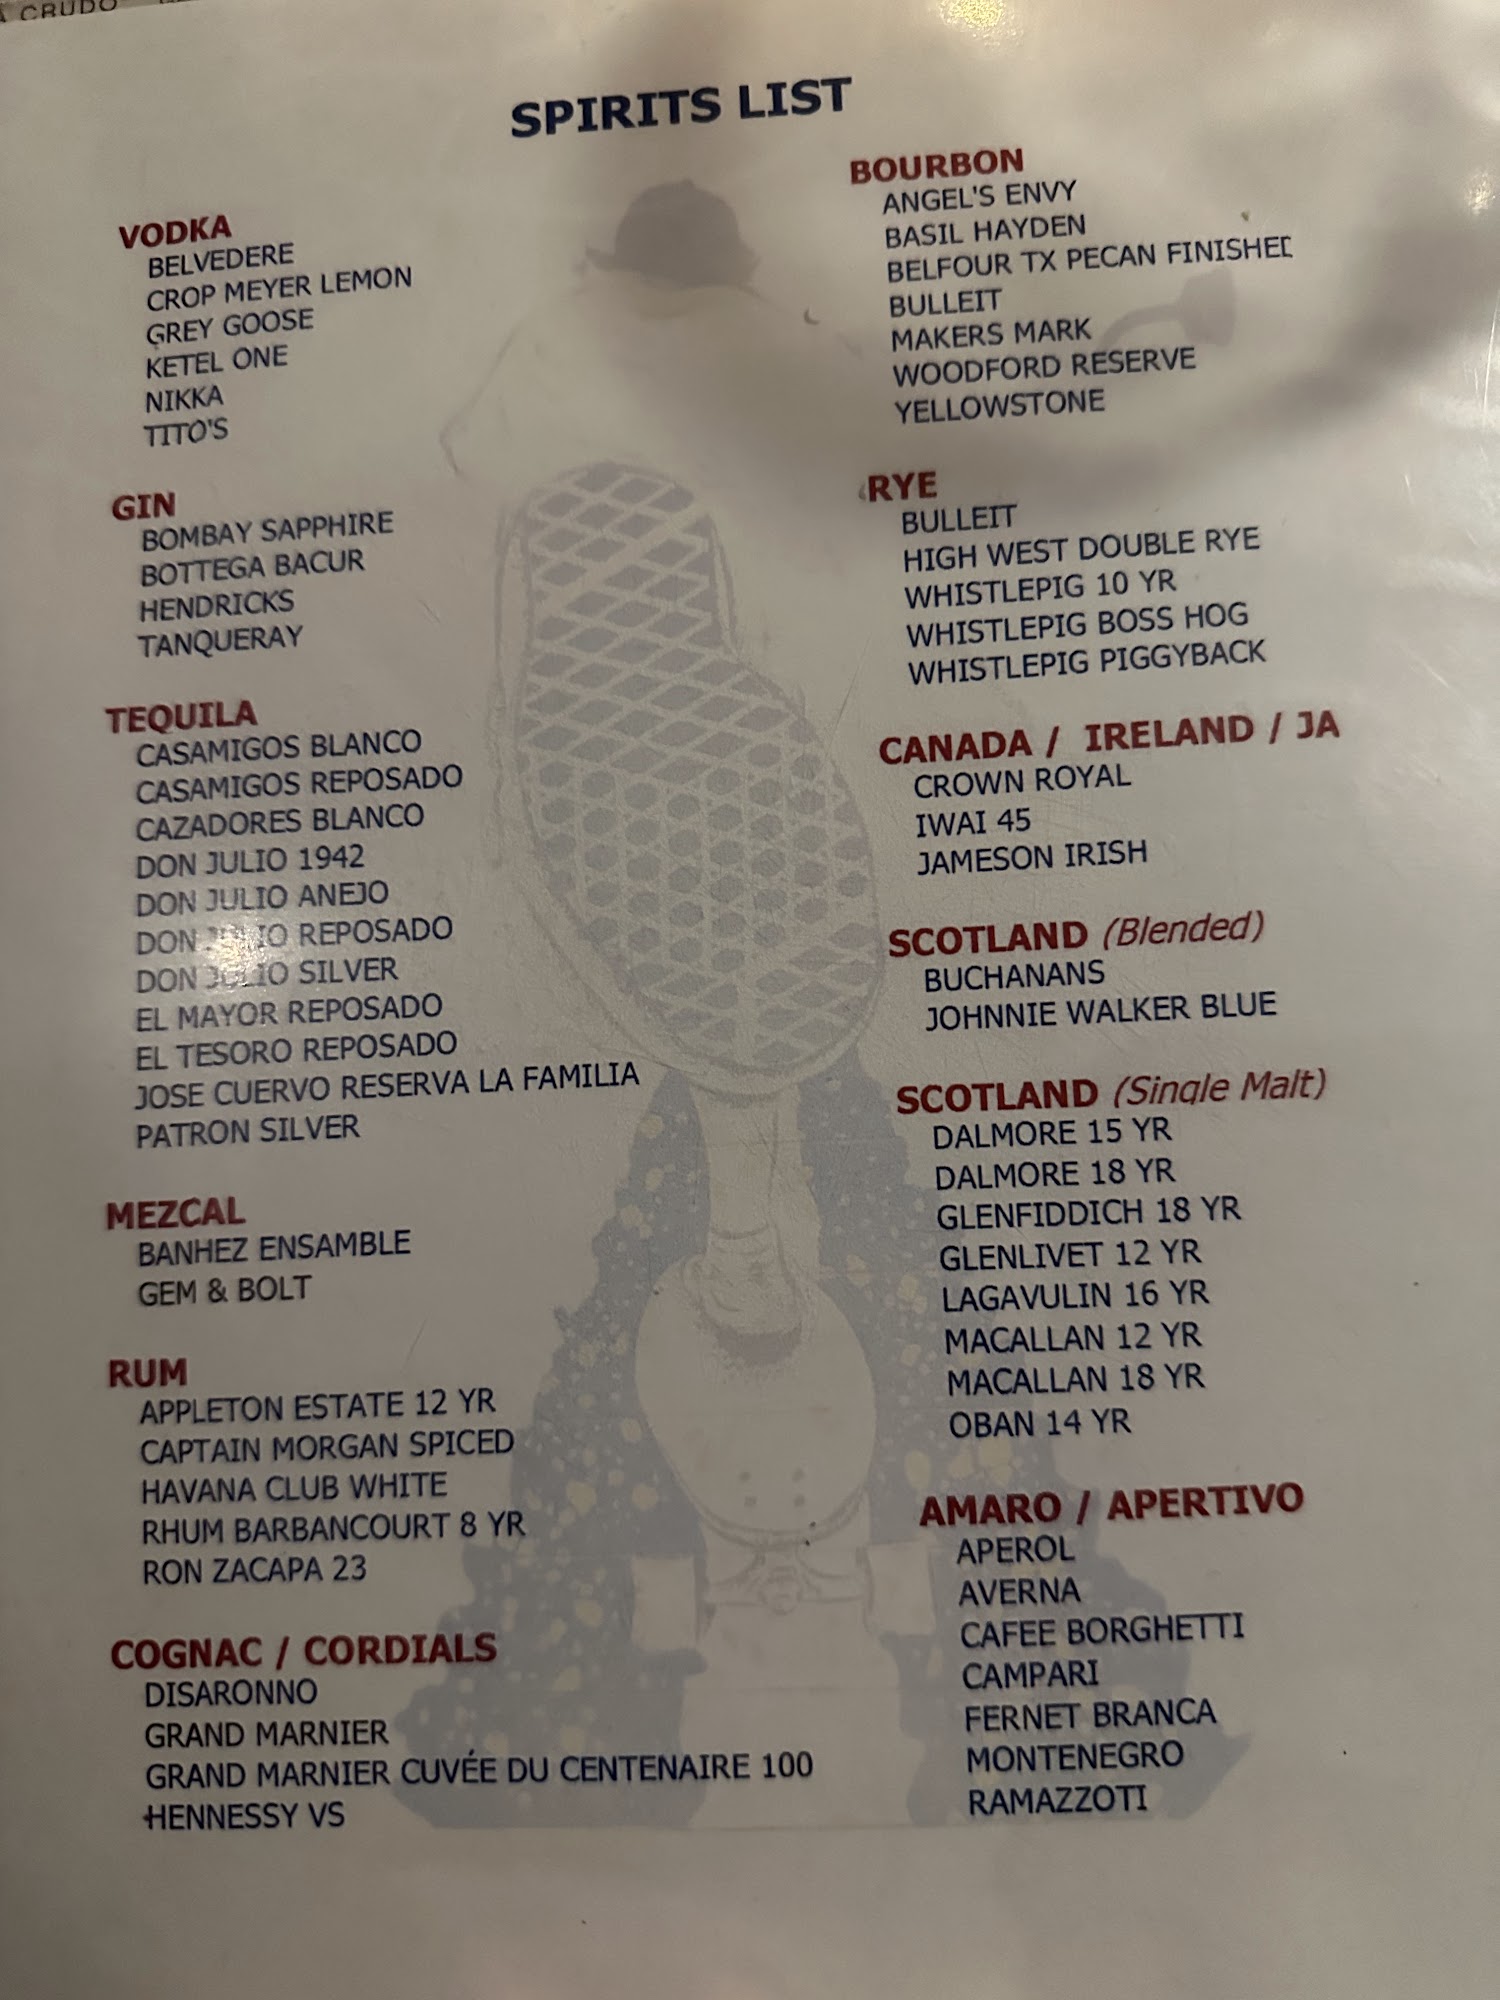 A CRUDO
SPIRITS LIST
VODKA
BELVEDERE
CROP MEYER LEMON
GREY GOOSE
KETEL ONE
NIKKA
TITO'S
GIN
BOMBAY SAPPHIRE
BOTTEGA BACUR
HENDRICKS
TANQUERAY
TEQUILA
CASAMIGOS BLANCO
CASAMIGOS REPOSADO
CAZADORES BLANCO
DON JULIO 1942
DON JULIO ANEJO
DON JULIO REPOSADO
DON JULIO SILVER
EL MAYOR REPOSADO
EL TESORO REPOSADO
JOSE CUERVO RESERVA LA FAMILIA
PATRON SILVER
MEZCAL
BANHEZ ENSAMBLE
GEM & BOLT
RUM
APPLETON ESTATE 12 YR
CAPTAIN MORGAN SPICED
HAVANA CLUB WHITE
RHUM BARBANCOURT 8 YR
RON ZACAPA 23
COGNAC / CORDIALS
DISARONNO
GRAND MARNIER
GRAND MARNIER CUVÉE DU CENTENAIRE 100
HENNESSY VS
BOURBON
ANGEL'S ENVY
BASIL HAYDEN
BELFOUR TX PECAN FINISHED
BULLEIT
MAKERS MARK
WOODFORD RESERVE
YELLOWSTONE
RYE
BULLEIT
HIGH WEST DOUBLE RYE
WHISTLEPIG 10 YR
WHISTLEPIG BOSS HOG
WHISTLEPIG PIGGYBACK
CANADA / IRELAND / JA
CROWN ROYAL
IWAI 45
JAMESON IRISH
SCOTLAND (Blended)
BUCHANANS
JOHNNIE WALKER BLUE
SCOTLAND (Single Malt)
DALMORE 15 YR
DALMORE 18 YR
GLENFIDDICH 18 YR
GLENLIVET 12 YR
LAGAVULIN 16 YR
MACALLAN 12 YR
MACALLAN 18 YR
OBAN 14 YR
AMARO / APERTIVO
APEROL
AVERNA
CAFEE BORGHETTI
CAMPARI
FERNET BRANCA
MONTENEGRO
RAMAZZOTI